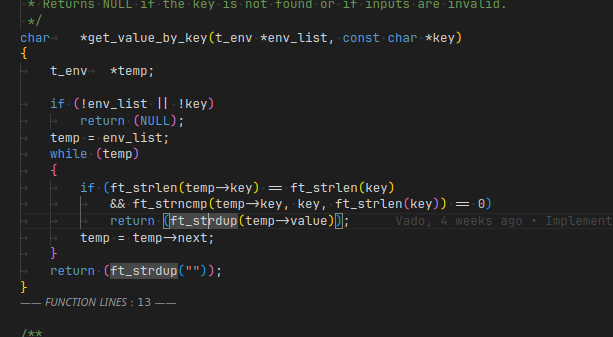 * Returns NULL if the key is not found or if inputs are invalid.
*/
char *get_value_by_key(t_env *env_list, const char *key)
{
t_env *temp;
if (!env_list || !key)
return (NULL);
temp = env_list;
while (temp)
{
if (ft_strlen(temp->key) == ft_strlen(key)
&& ft_strncmp(temp->key, key, ft_strlen(key)) == 0)
return (ft_strdup(temp->value)); Vado, 4 weeks ago • Implement
temp = temp->next;
}
return (ft_strdup(""));
}
—— FUNCTION LINES : 13 ——
/**